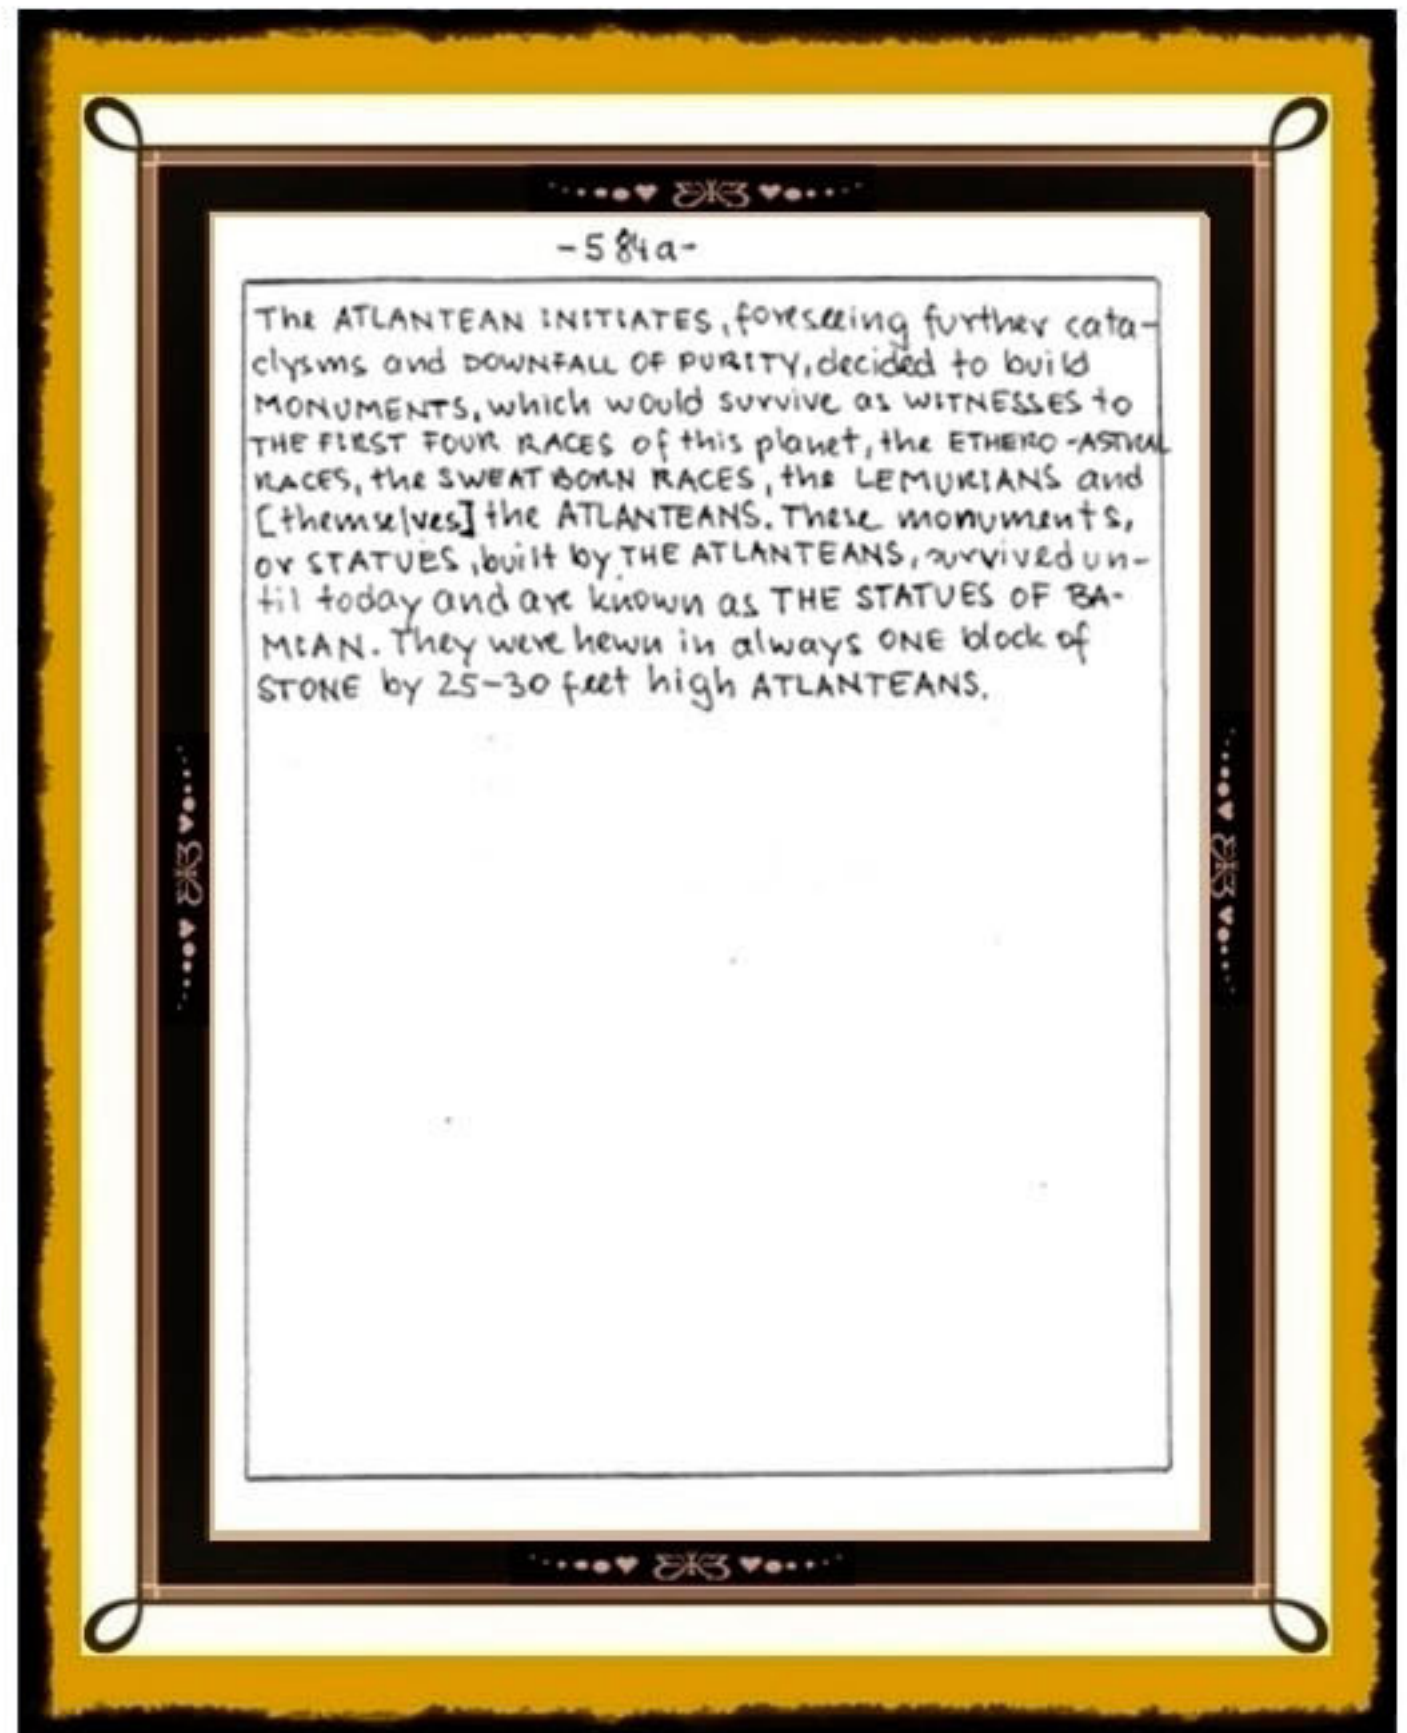 -584a-
The ATLANTEAN INITIATES, foreseeing further cata-
clysms and DOWNFALL OF PURITY, decided to build
MONUMENTS, which would survive as WITNESSES to
THE FIRST FOUR RACES of this planet, the ETHERO-ASTRAL
RACES, the SWEAT BORN RACES, the LEMURIANS and
[themselves] the ATLANTEANS. These monuments,
or STATUES, built by THE ATLANTEANS, survived un-
til today and are known as THE STATUES OF BA-
MIAN. They were hewn in always ONE block of
STONE by 25-30 feet high ATLANTEANS.